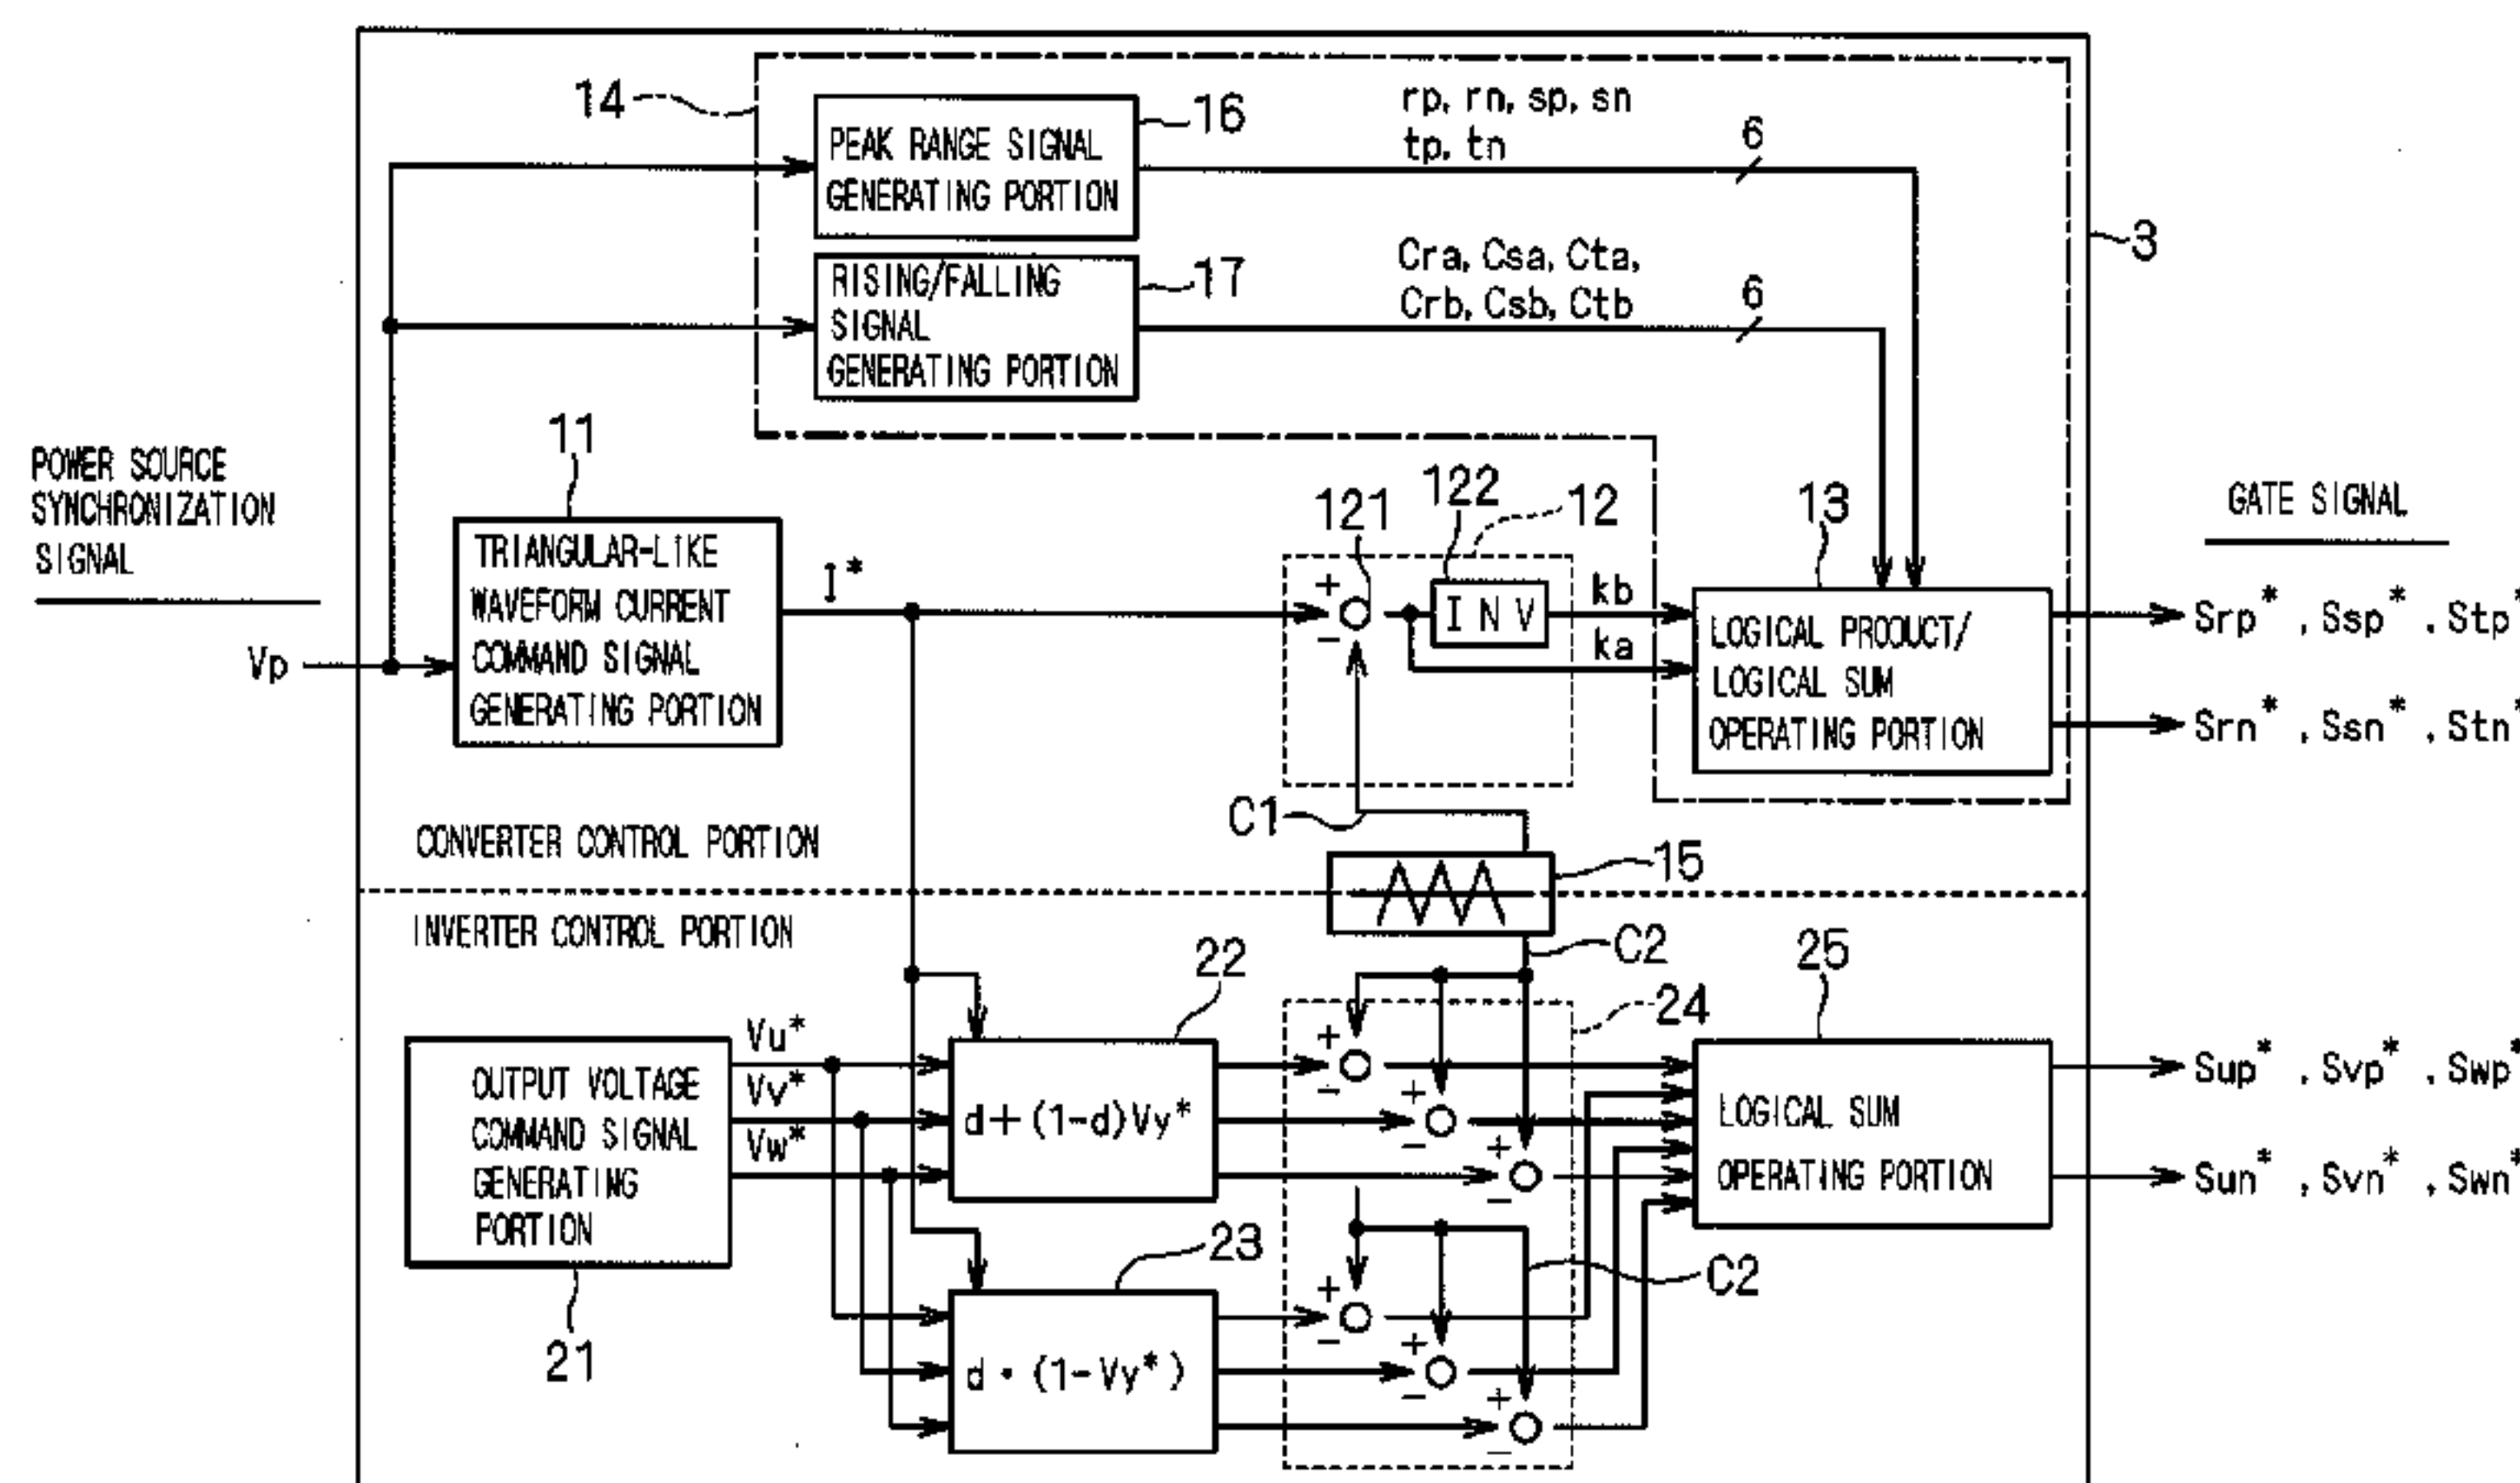 14
16
rp, rn, sp, sn
tp, tn
6
PEAK RANGE SIGNAL
GENERATING PORTION
17
Cra, Csa, Cta,
Crb, Csb, Ctb
6
3
RISING/FALLING
SIGNAL
GENERATING PORTION
POWER SOURCE
SYNCHRONIZATION
SIGNAL
11
TRIANGULAR-LIKE
WAVEFORM CURRENT
COMMAND SIGNAL
GENERATING PORTION
Vp
I*
121
122
12
+
-
INV
kb
ka
13
LOGICAL PRODUCT/
LOGICAL SUM
OPERATING PORTION
GATE SIGNAL
Srp*, Ssp*, Stp*
Srn*, Ssn*, Stn*
C1
15
CONVERTER CONTROL PORTION
INVERTER CONTROL PORTION
C2
22
24
25
OUTPUT VOLTAGE
COMMAND SIGNAL
GENERATING
PORTION
21
Vu*
Vv*
Vw*
d+(1-d)Vy*
+
-
+
-
+
-
LOGICAL SUM
OPERATING PORTION
Sup*, Svp*, Swp*
Sun*, Svn*, Swn*
23
d・(1-Vy*)
+
-
+
-
+
-
C2